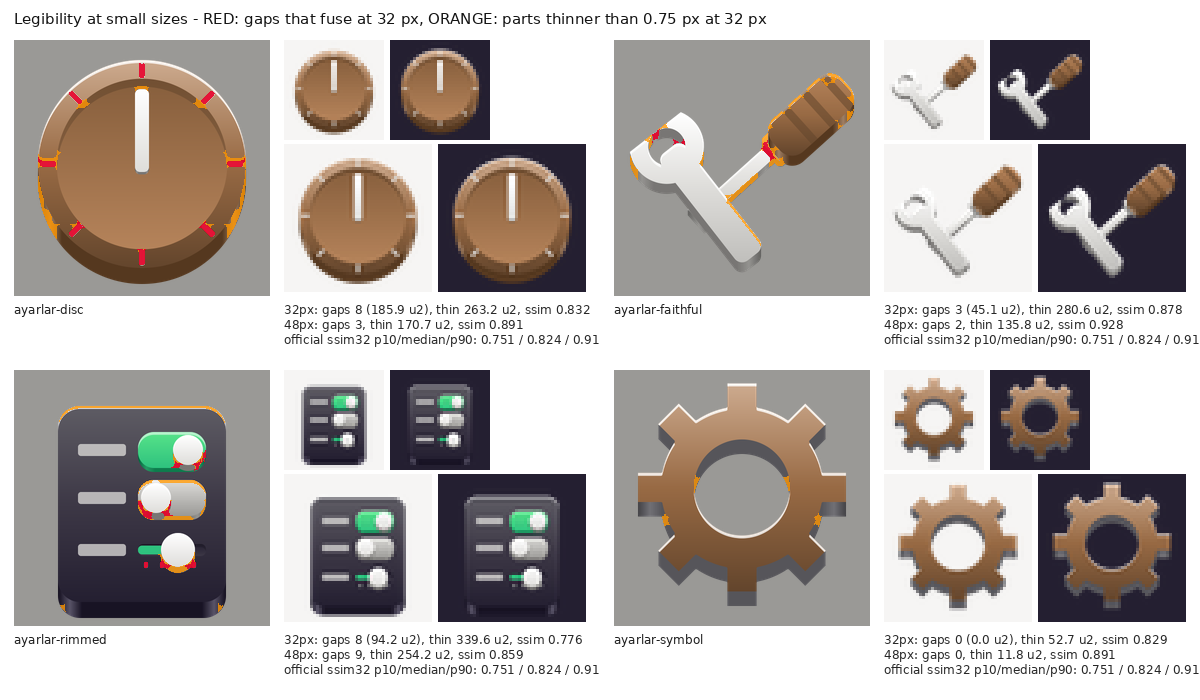 Legibility at small sizes - RED: gaps that fuse at 32 px, ORANGE: parts thinner than 0.75 px at 32 px
ayarlar-disc
32px: gaps 8 (185.9 u2), thin 263.2 u2, ssim 0.832
48px: gaps 3, thin 170.7 u2, ssim 0.891
official ssim32 p10/median/p90: 0.751 / 0.824 / 0.91
ayarlar-faithful
32px: gaps 3 (45.1 u2), thin 280.6 u2, ssim 0.878
48px: gaps 2, thin 135.8 u2, ssim 0.928
official ssim32 p10/median/p90: 0.751 / 0.824 / 0.91
ayarlar-rimmed
32px: gaps 8 (94.2 u2), thin 339.6 u2, ssim 0.776
48px: gaps 9, thin 254.2 u2, ssim 0.859
official ssim32 p10/median/p90: 0.751 / 0.824 / 0.91
ayarlar-symbol
32px: gaps 0 (0.0 u2), thin 52.7 u2, ssim 0.829
48px: gaps 0, thin 11.8 u2, ssim 0.891
official ssim32 p10/median/p90: 0.751 / 0.824 / 0.91